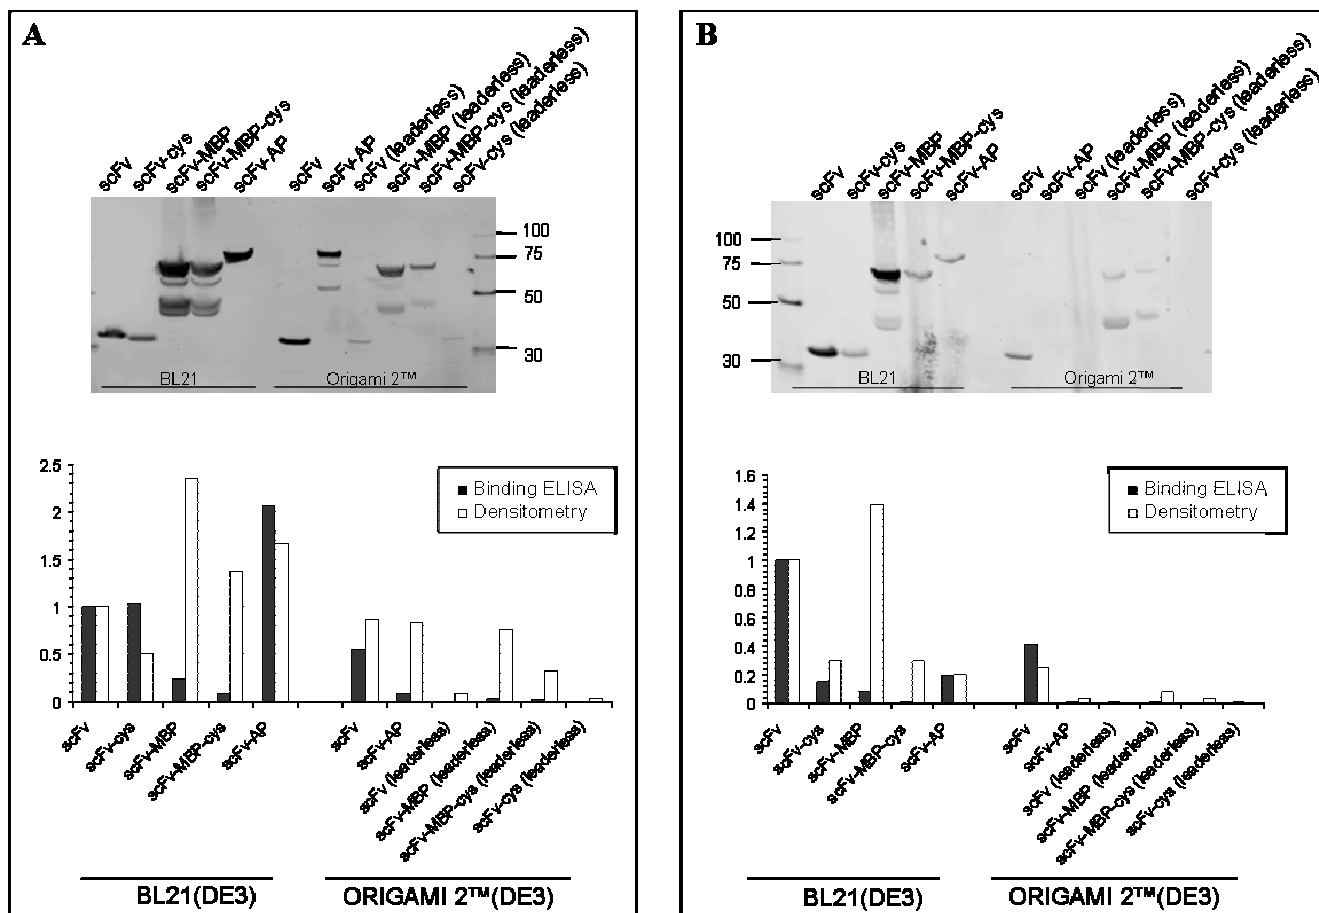 A
scFv
scFv-cys
scFv-MBP
scFv-MBP-cys
scFv-AP
scFv
scFv-AP
scFv (leaderless)
scFv-MBP (leaderless)
scFv-MBP-cys (leaderless)
scFv-cys (leaderless)
100
75
50
30
BL21
Origami 2™
2.5
2
1.5
1
0.5
0
Binding ELISA
Densitometry
scFv
scFv-cys
scFv-MBP
scFv-MBP-cys
scFv-AP
scFv
scFv-AP
scFv (leaderless)
scFv-MBP (leaderless)
scFv-MBP-cys (leaderless)
scFv-cys (leaderless)
BL21(DE3)
ORIGAMI 2™(DE3)
B
scFv
scFv-cys
scFv-MBP
scFv-MBP-cys
scFv-AP
scFv
scFv-AP
scFv (leaderless)
scFv-MBP (leaderless)
scFv-MBP-cys (leaderless)
scFv-cys (leaderless)
100
75
50
30
BL21
Origami 2™
1.6
1.4
1.2
1
0.8
0.6
0.4
0.2
0
Binding ELISA
Densitometry
scFv
scFv-cys
scFv-MBP
scFv-MBP-cys
scFv-AP
scFv
scFv-AP
scFv (leaderless)
scFv-MBP (leaderless)
scFv-MBP-cys (leaderless)
scFv-cys (leaderless)
BL21(DE3)
ORIGAMI 2™(DE3)